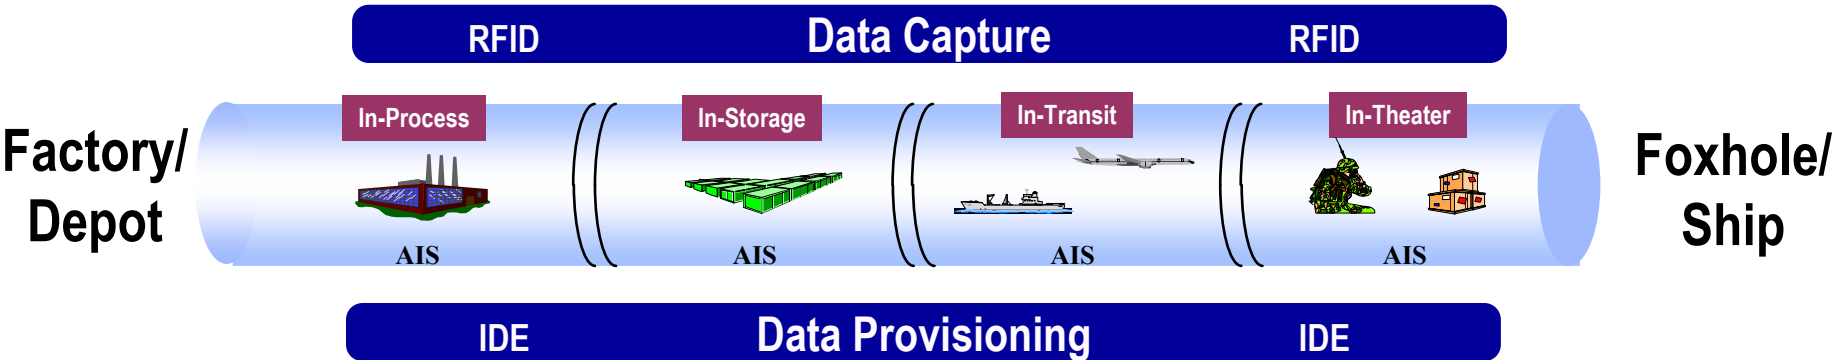 RFID Data Capture RFID
In-Process In-Storage In-Transit In-Theater
Factory/
Depot
Foxhole/
Ship
AIS AIS AIS AIS
IDE Data Provisioning IDE